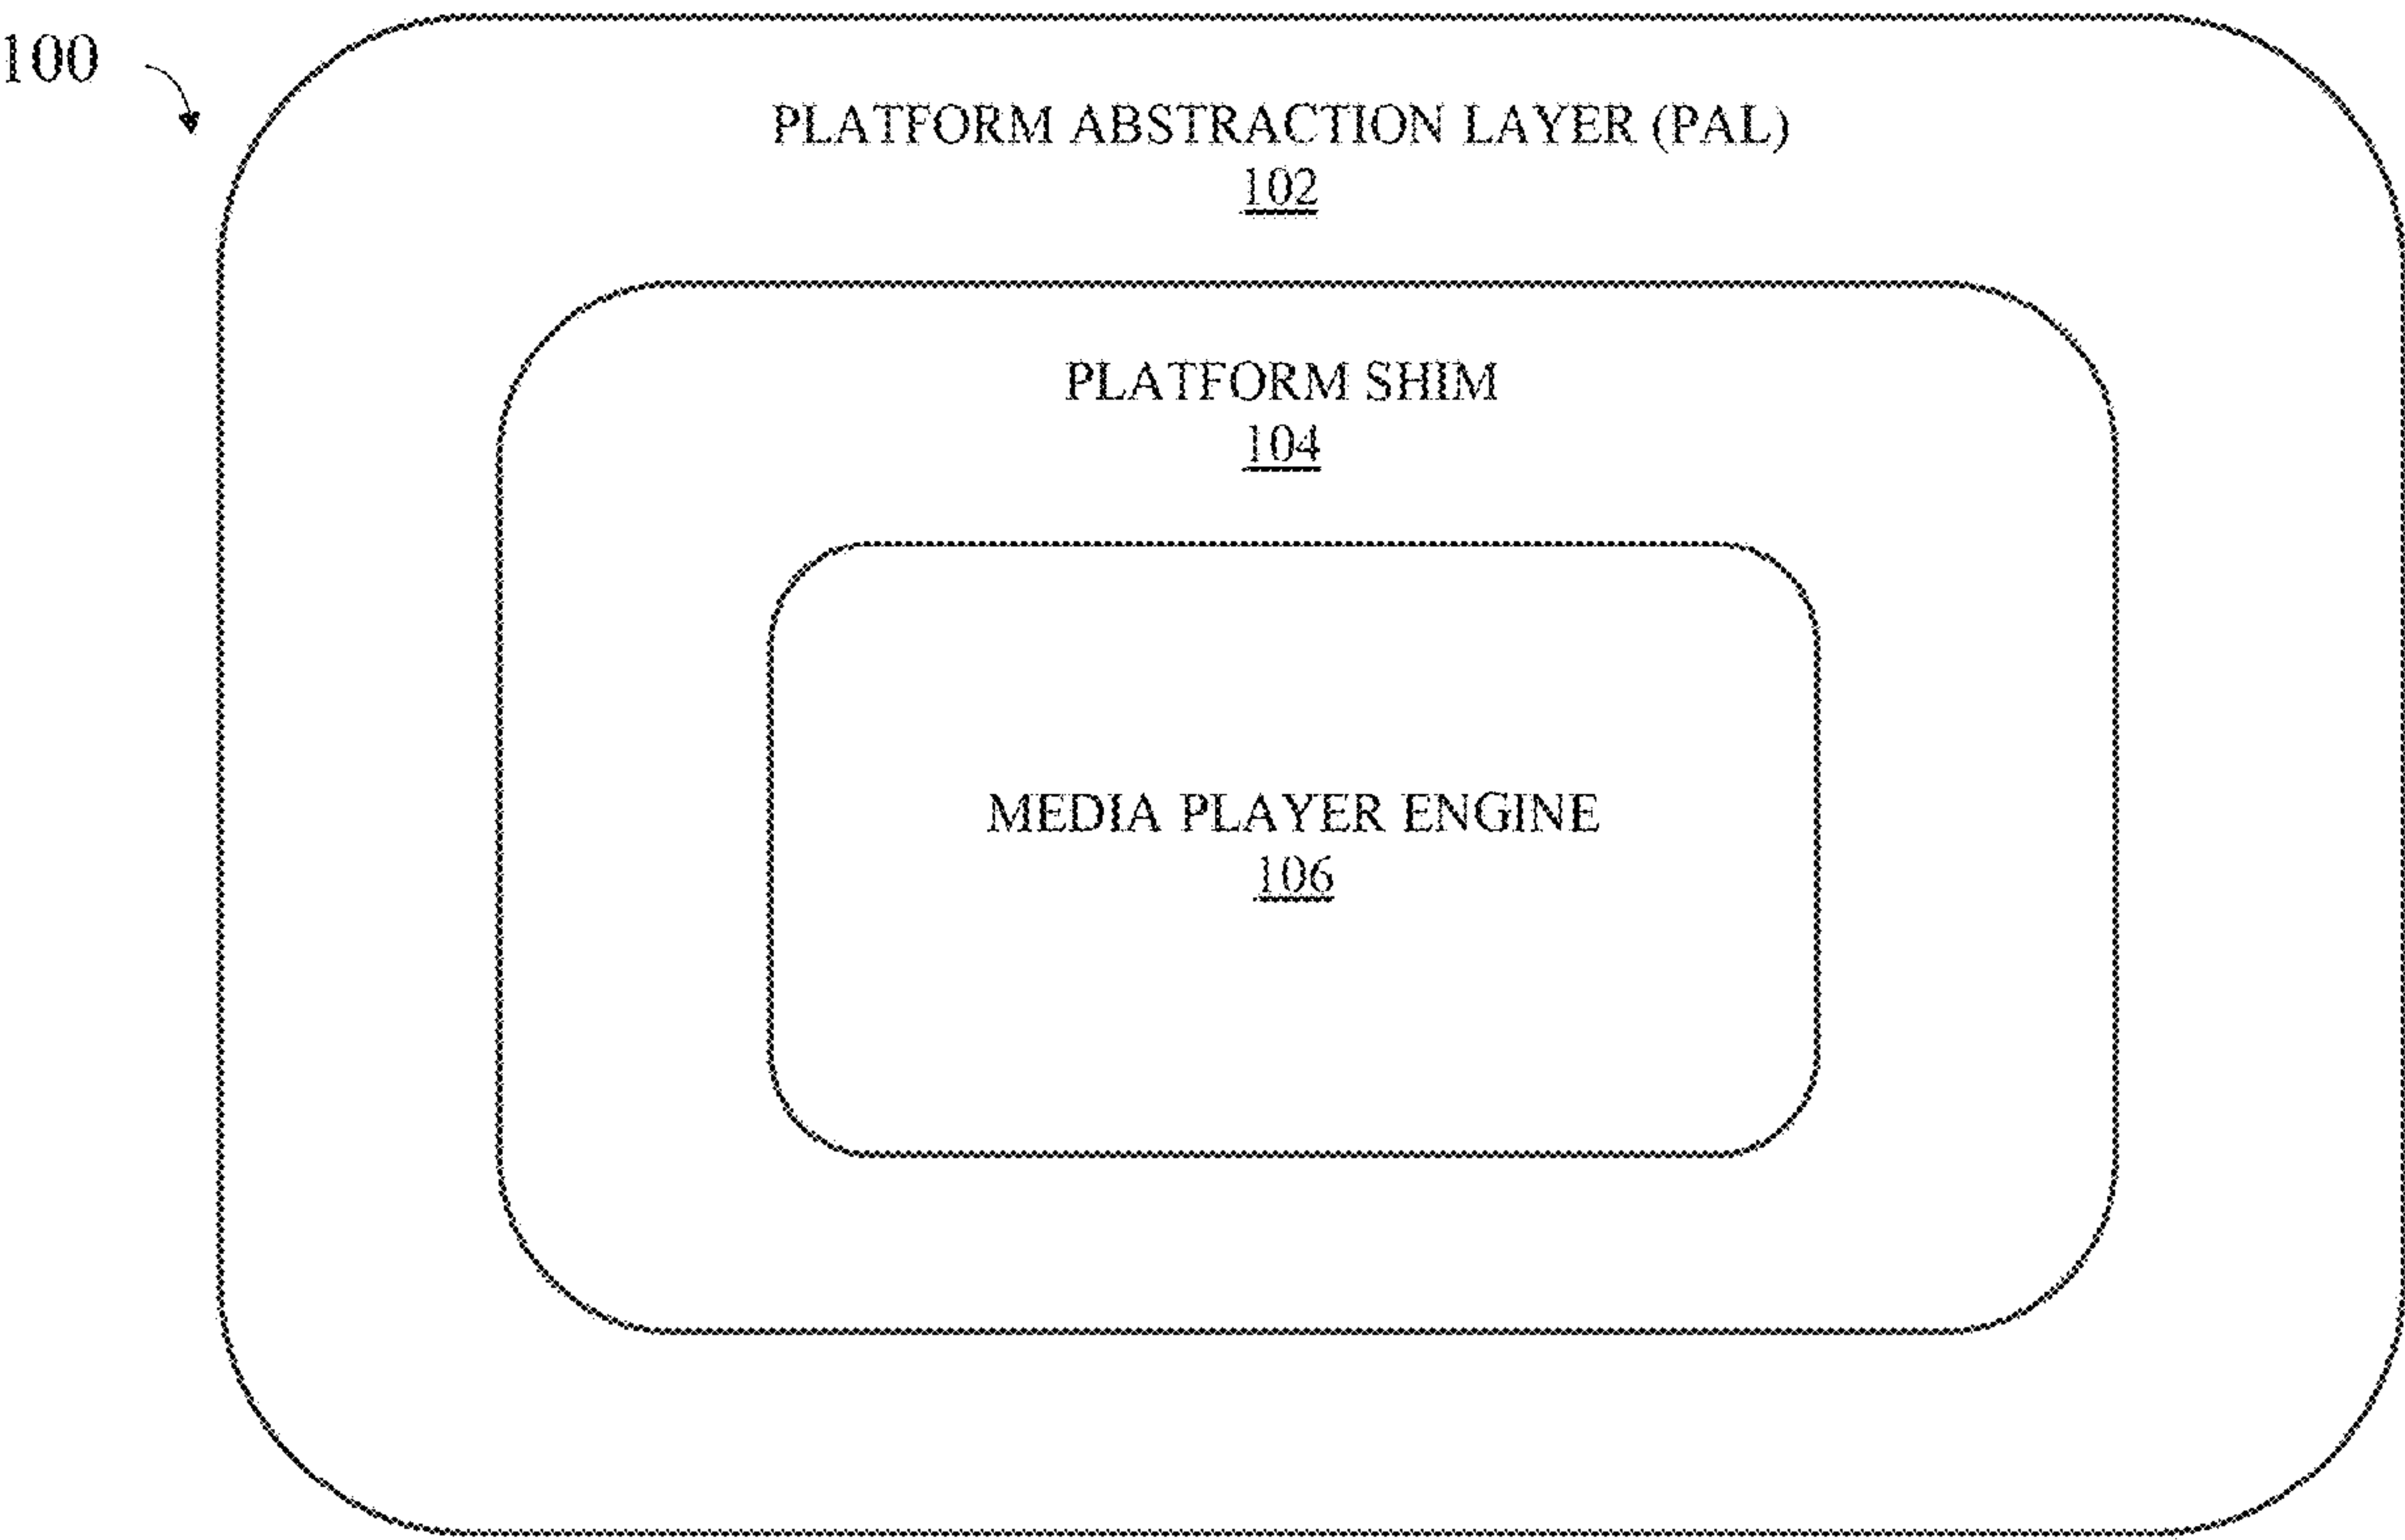 100
PLATFORM ABSTRACTION LAYER (PAL)
102
PLATFORM SHIM
104
MEDIA PLAYER ENGINE
106